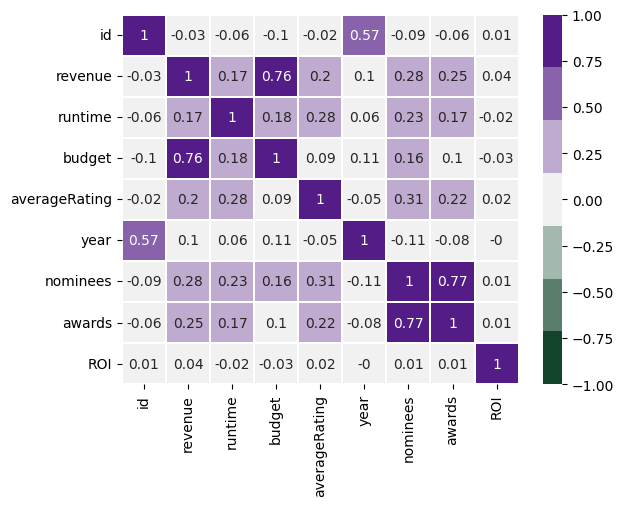 id 1 -0.03 -0.06 -0.1 -0.02 0.57 -0.09 -0.06 0.01
revenue -0.03 1 0.17 0.76 0.2 0.1 0.28 0.25 0.04
runtime -0.06 0.17 1 0.18 0.28 0.06 0.23 0.17 -0.02
budget -0.1 0.76 0.18 1 0.09 0.11 0.16 0.1 -0.03
averageRating -0.02 0.2 0.28 0.09 1 -0.05 0.31 0.22 0.02
year 0.57 0.1 0.06 0.11 -0.05 1 -0.11 -0.08 -0
nominees -0.09 0.28 0.23 0.16 0.31 -0.11 1 0.77 0.01
awards -0.06 0.25 0.17 0.1 0.22 -0.08 0.77 1 0.01
ROI 0.01 0.04 -0.02 -0.03 0.02 -0 0.01 0.01 1
id revenue runtime budget averageRating year nominees awards ROI
1.00
0.75
0.50
0.25
0.00
−0.25
−0.50
−0.75
−1.00